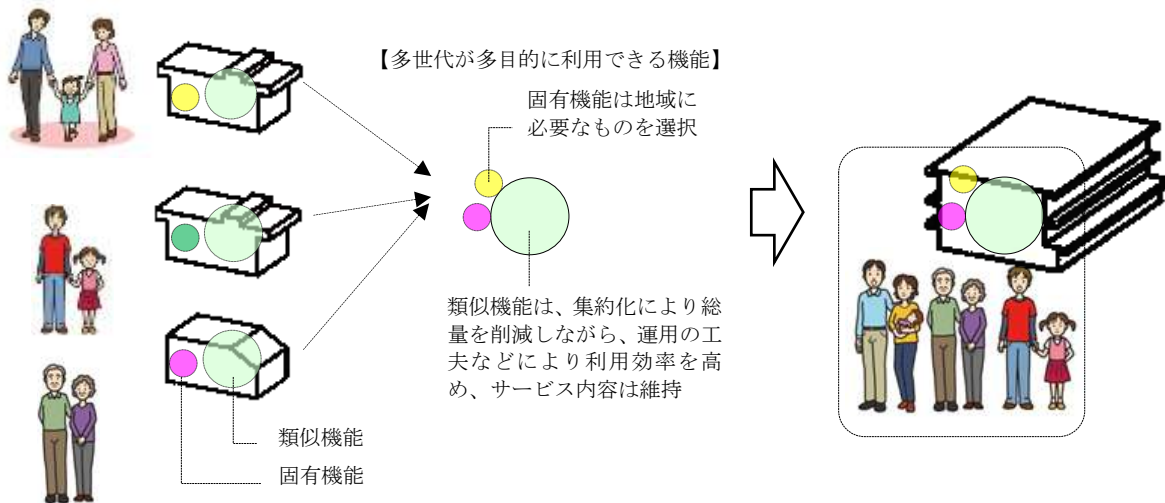 【多世代が多目的に利用できる機能】
固有機能は地域に
必要なものを選択
類似機能は、集約化により総
量を削減しながら、運用の工
夫などにより利用効率を高
め、サービス内容は維持
類似機能
固有機能